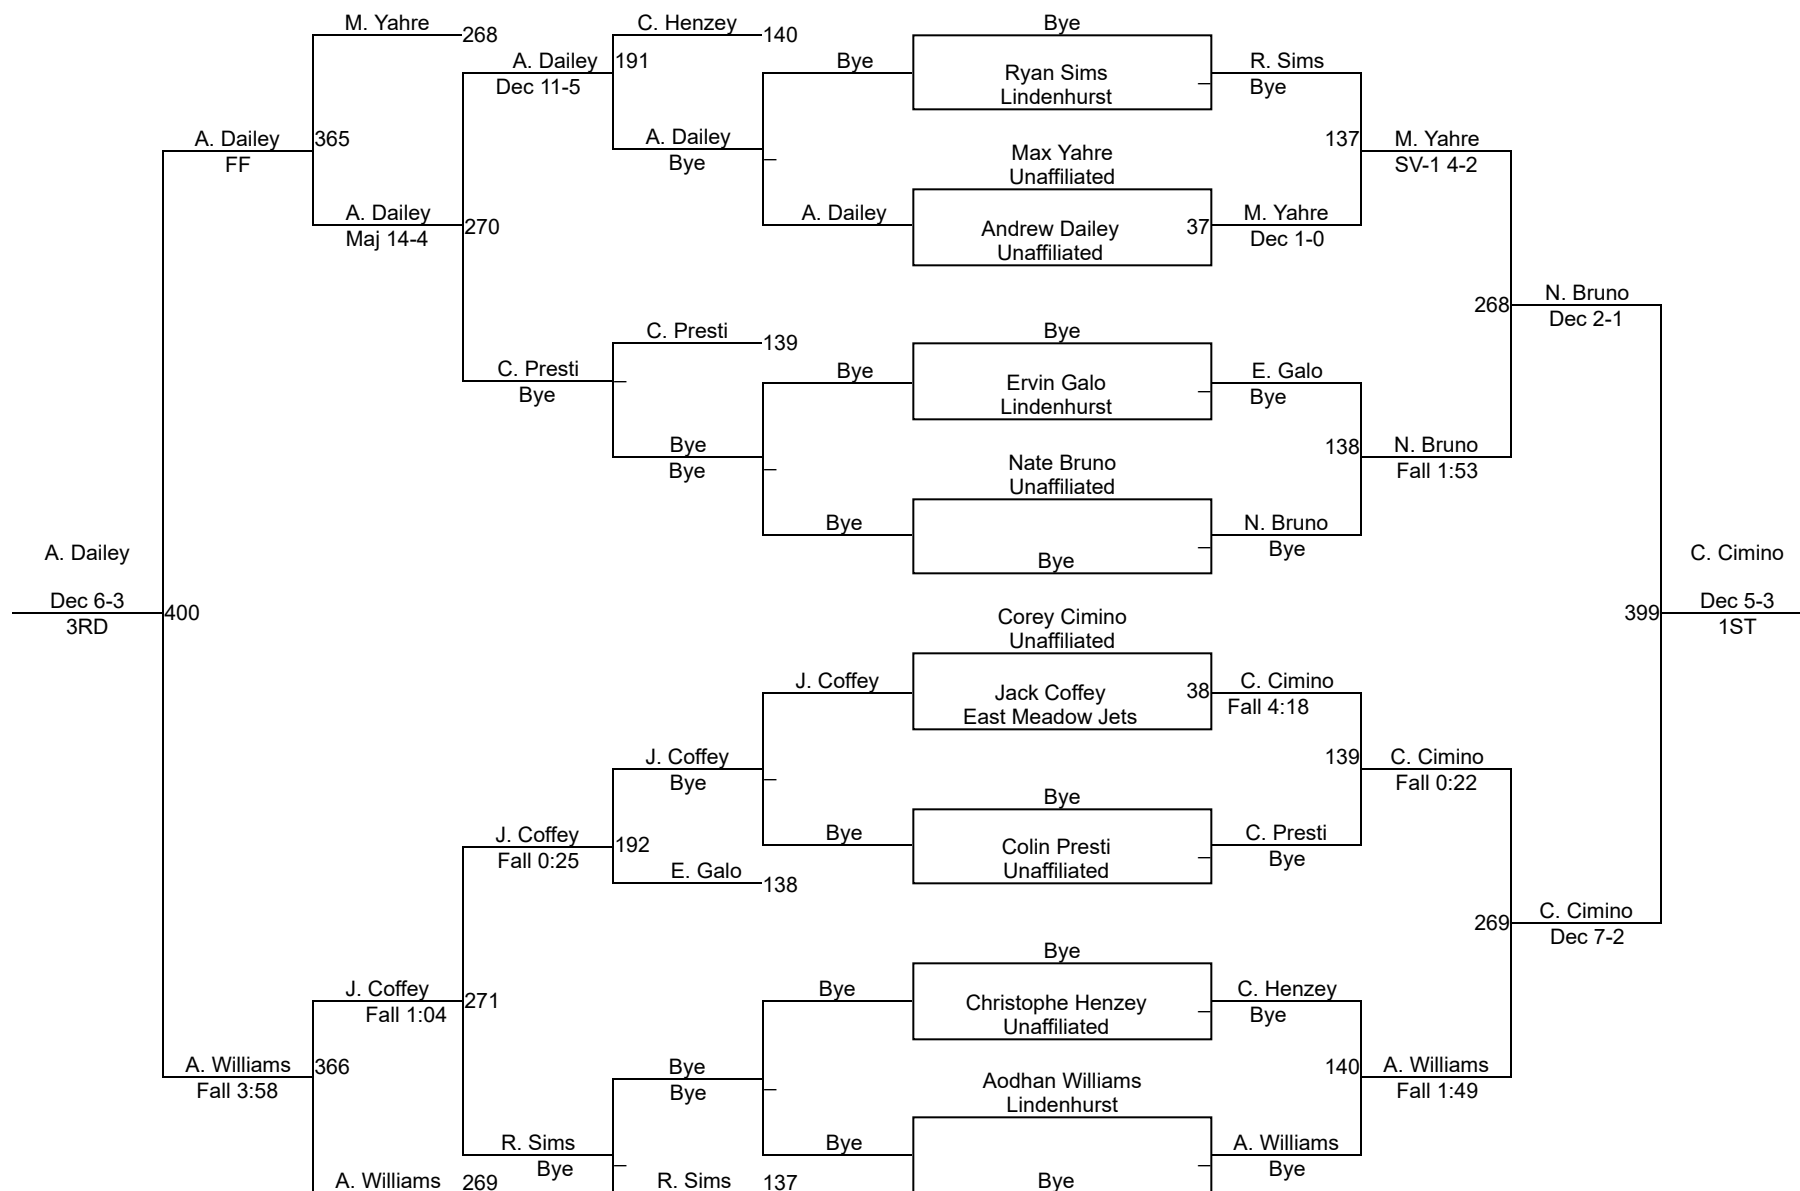 M. Yahre
268
C. Henzey
140
Bye
A. Dailey
191
Dec 11-5
Bye
Ryan Sims
Lindenhurst
R. Sims
Bye
A. Dailey
365
FF
A. Dailey
Bye
Max Yahre
Unaffiliated
137
M. Yahre
SV-1 4-2
A. Dailey
Maj 14-4
270
A. Dailey
Andrew Dailey
Unaffiliated
37
M. Yahre
Dec 1-0
268
N. Bruno
Dec 2-1
C. Presti
139
Bye
C. Presti
Bye
Bye
Ervin Galo
Lindenhurst
E. Galo
Bye
Bye
Bye
Nate Bruno
Unaffiliated
138
N. Bruno
Fall 1:53
Bye
Bye
N. Bruno
Bye
A. Dailey
Dec 6-3
3RD
400
C. Cimino
399
Dec 5-3
1ST
Corey Cimino
Unaffiliated
J. Coffey
Jack Coffey
East Meadow Jets
38
C. Cimino
Fall 4:18
J. Coffey
Bye
139
C. Cimino
Fall 0:22
Bye
J. Coffey
192
Fall 0:25
Bye
Colin Presti
Unaffiliated
C. Presti
Bye
E. Galo
138
269
C. Cimino
Dec 7-2
Bye
J. Coffey
271
Fall 1:04
Bye
Christophe Henzey
Unaffiliated
C. Henzey
Bye
A. Williams
366
Fall 3:58
Bye
Bye
Aodhan Williams
Lindenhurst
140
A. Williams
Fall 1:49
R. Sims
Bye
Bye
Bye
A. Williams
Bye
A. Williams
269
R. Sims
137